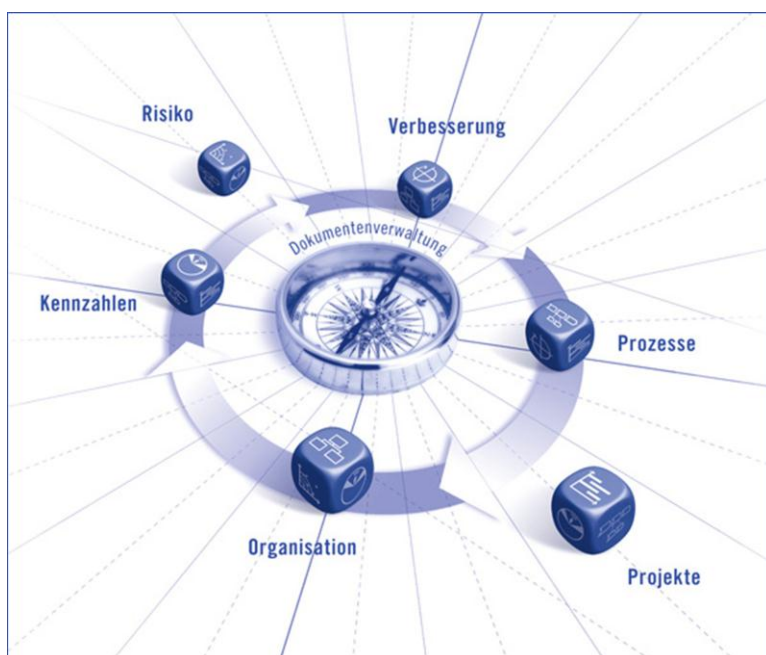 Risiko
Verbesserung
Dokumentenverwaltung
Kennzahlen
Prozesse
Organisation
Projekte